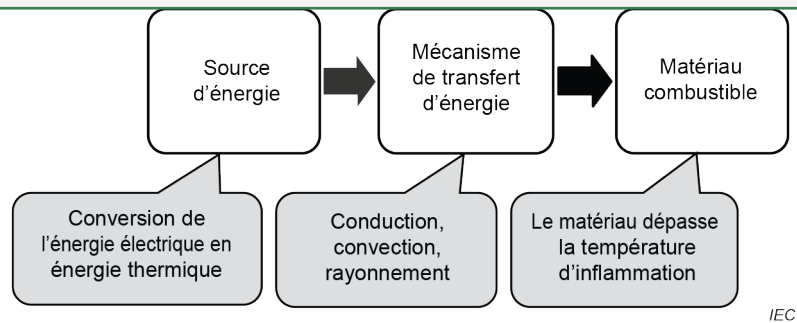 Source
d'énergie
Mécanisme
de transfert
d'énergie
Matériau
combustible
Conversion de
l'énergie électrique en
énergie thermique
Conduction,
convection,
rayonnement
Le matériau dépasse
la température
d'inflammation
IEC